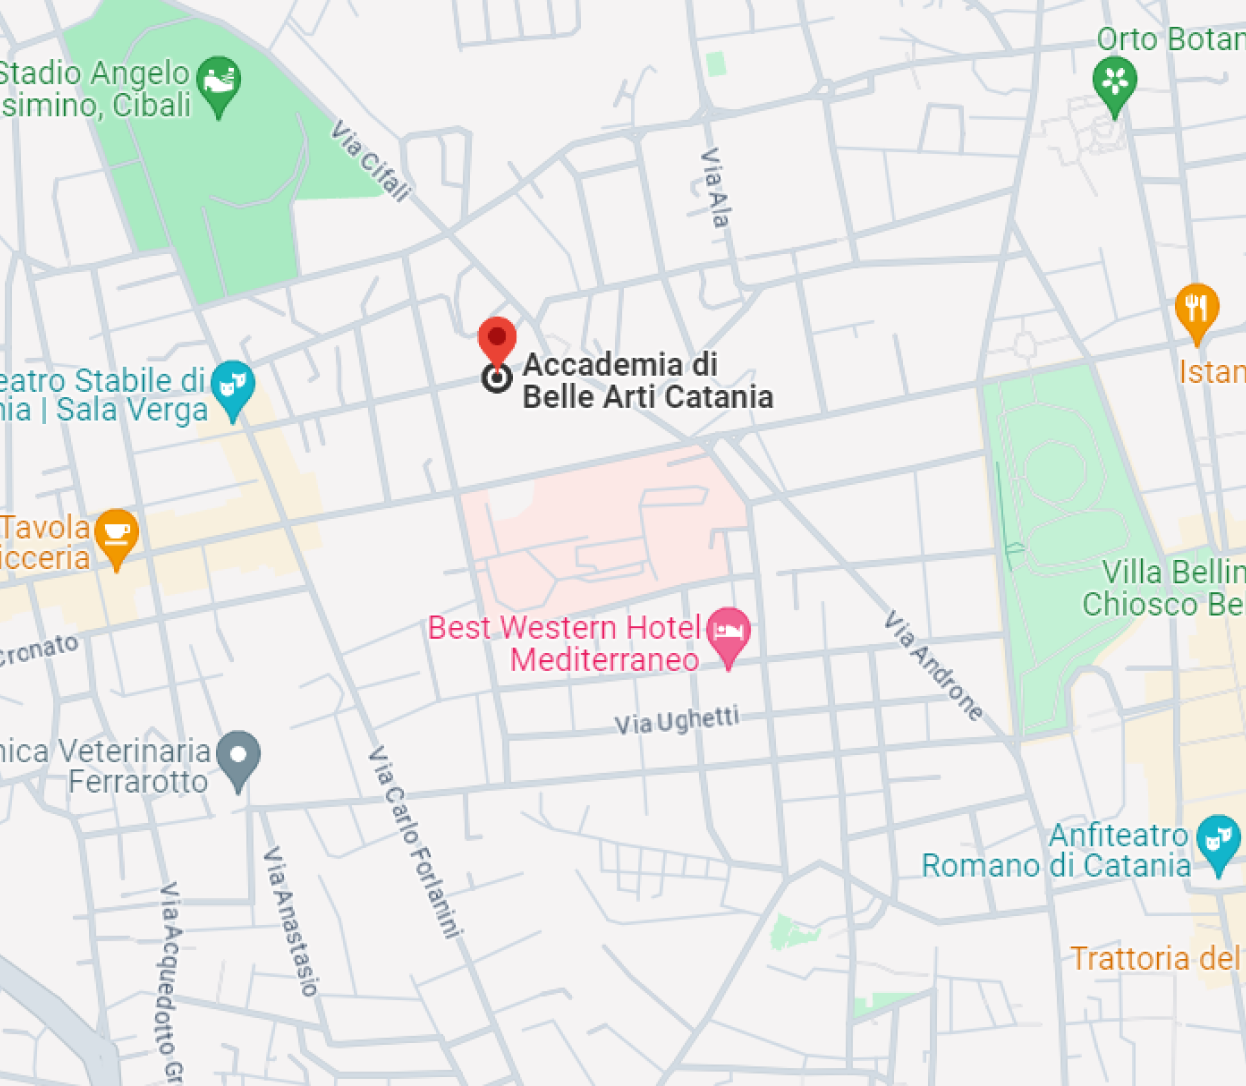 Orto Botan
Stadio Angelo
simino, Cibali
Via Cifali
Via Ala
Istan
Accademia di
Belle Arti Catania
eatro Stabile di
nia | Sala Verga
Tavola
icceria
Villa Bellin
Chiosco Be
Cronato
Best Western Hotel
Mediterraneo
Via Androne
Via Ughetti
nica Veterinaria
Ferrarotto
Via Carlo Forlanini
Anfiteatro
Romano di Catania
Via Anastasio
Via Acquedotto Gr
Trattoria del